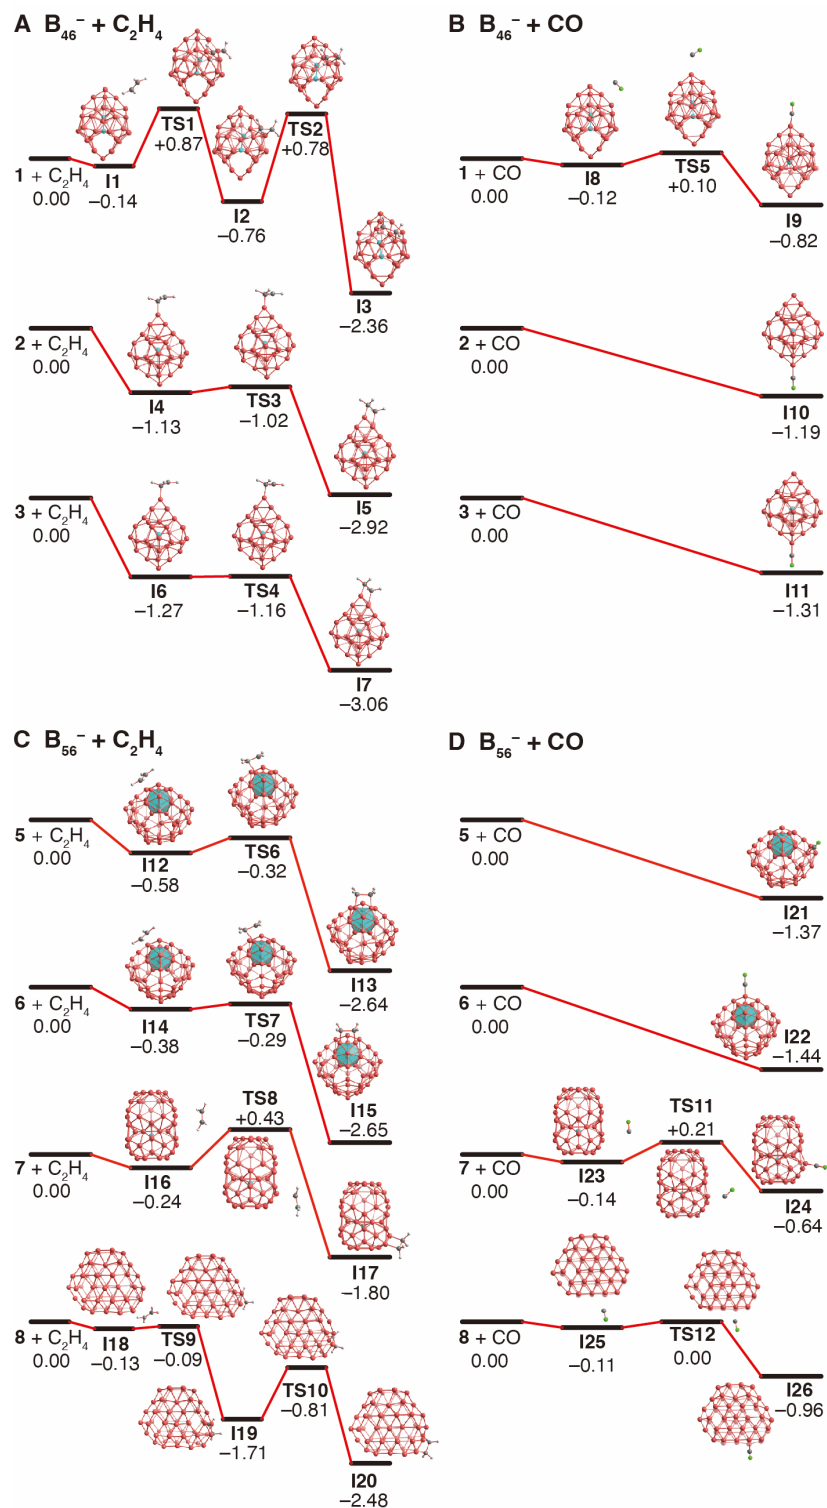 A B₄₆⁻ + C₂H₄
TS1
+0.87
TS2
+0.78
1 + C₂H₄
0.00
I1
−0.14
I2
−0.76
I3
−2.36
2 + C₂H₄
0.00
I4
−1.13
TS3
−1.02
I5
−2.92
3 + C₂H₄
0.00
I6
−1.27
TS4
−1.16
I7
−3.06
B B₄₆⁻ + CO
1 + CO
0.00
I8
−0.12
TS5
+0.10
I9
−0.82
2 + CO
0.00
I10
−1.19
3 + CO
0.00
I11
−1.31
C B₅₆⁻ + C₂H₄
5 + C₂H₄
0.00
I12
−0.58
TS6
−0.32
I13
−2.64
6 + C₂H₄
0.00
I14
−0.38
TS7
−0.29
I15
−2.65
7 + C₂H₄
0.00
I16
−0.24
TS8
+0.43
I17
−1.80
8 + C₂H₄
0.00
I18
−0.13
TS9
−0.09
I19
−1.71
TS10
−0.81
I20
−2.48
D B₅₆⁻ + CO
5 + CO
0.00
I21
−1.37
6 + CO
0.00
I22
−1.44
7 + CO
0.00
I23
−0.14
TS11
+0.21
I24
−0.64
8 + CO
0.00
I25
−0.11
TS12
0.00
I26
−0.96